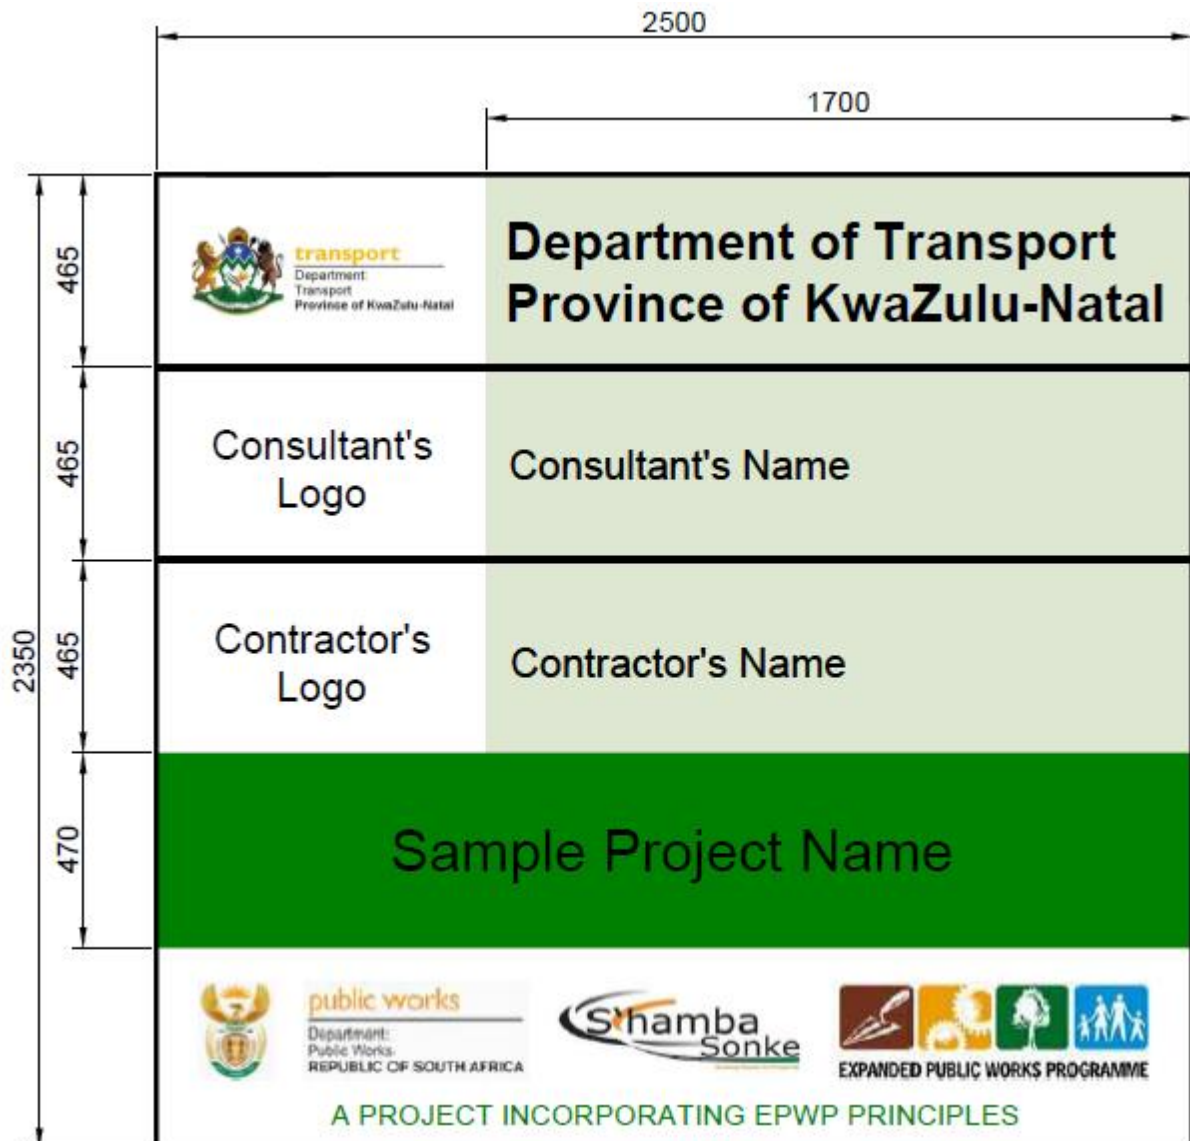 2500
1700
465
transport
Department
Transport
Province of KwaZulu-Natal
Department of Transport
Province of KwaZulu-Natal
465
Consultant's
Logo
Consultant's Name
2350
465
Contractor's
Logo
Contractor's Name
470
Sample Project Name
public works
Department:
Public Works
REPUBLIC OF SOUTH AFRICA
S'hamba
Sonke
EXPANDED PUBLIC WORKS PROGRAMME
A PROJECT INCORPORATING EPWP PRINCIPLES